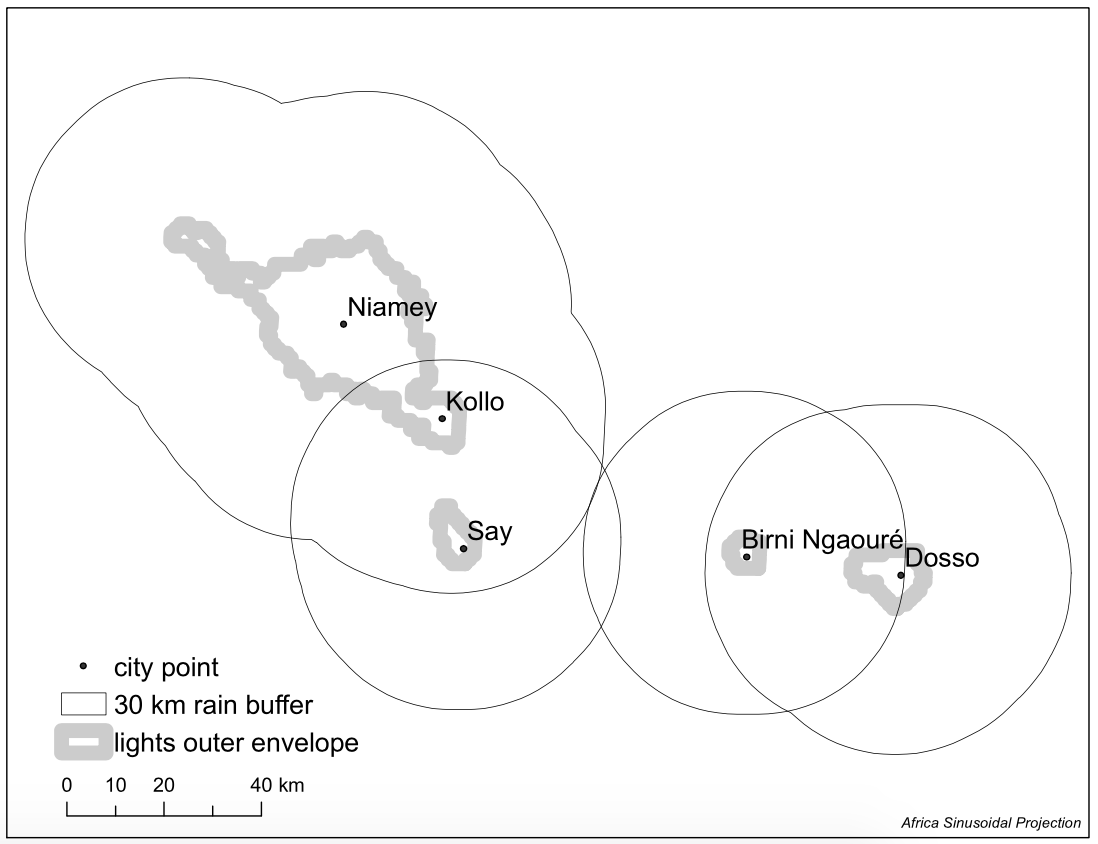 Niamey
Kollo
Say
Birni Ngaouré
Dosso
city point
30 km rain buffer
lights outer envelope
0 10 20 40 km
Africa Sinusoidal Projection